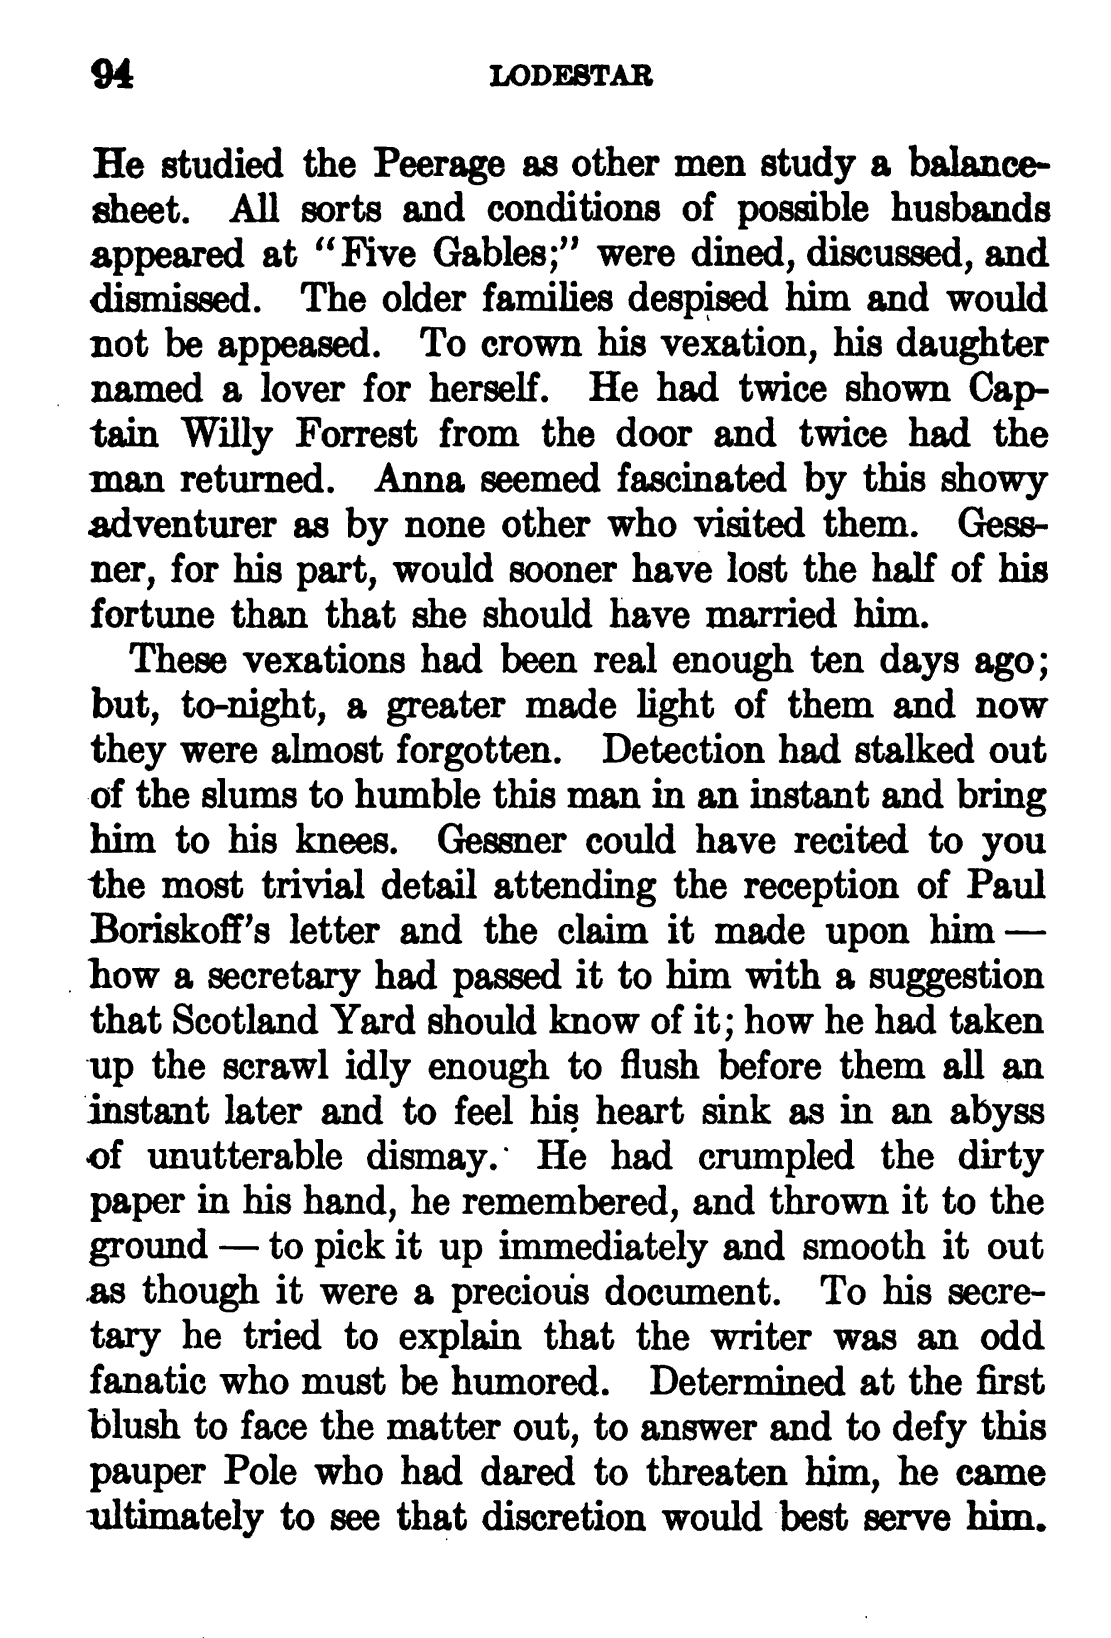 94 LODESTAR
He studied the Peerage as other men study a balance-
sheet. All sorts and conditions of possible husbands
appeared at "Five Gables;" were dined, discussed, and
dismissed. The older families despised him and would
not be appeased. To crown his vexation, his daughter
named a lover for herself. He had twice shown Cap-
tain Willy Forrest from the door and twice had the
man returned. Anna seemed fascinated by this showy
adventurer as by none other who visited them. Gess-
ner, for his part, would sooner have lost the half of his
fortune than that she should have married him.
These vexations had been real enough ten days ago;
but, to-night, a greater made light of them and now
they were almost forgotten. Detection had stalked out
of the slums to humble this man in an instant and bring
him to his knees. Gessner could have recited to you
the most trivial detail attending the reception of Paul
Boriskoff's letter and the claim it made upon him —
how a secretary had passed it to him with a suggestion
that Scotland Yard should know of it; how he had taken
up the scrawl idly enough to flush before them all an
instant later and to feel his heart sink as in an abyss
of unutterable dismay. He had crumpled the dirty
paper in his hand, he remembered, and thrown it to the
ground — to pick it up immediately and smooth it out
as though it were a precious document. To his secre-
tary he tried to explain that the writer was an odd
fanatic who must be humored. Determined at the first
blush to face the matter out, to answer and to defy this
pauper Pole who had dared to threaten him, he came
ultimately to see that discretion would best serve him.